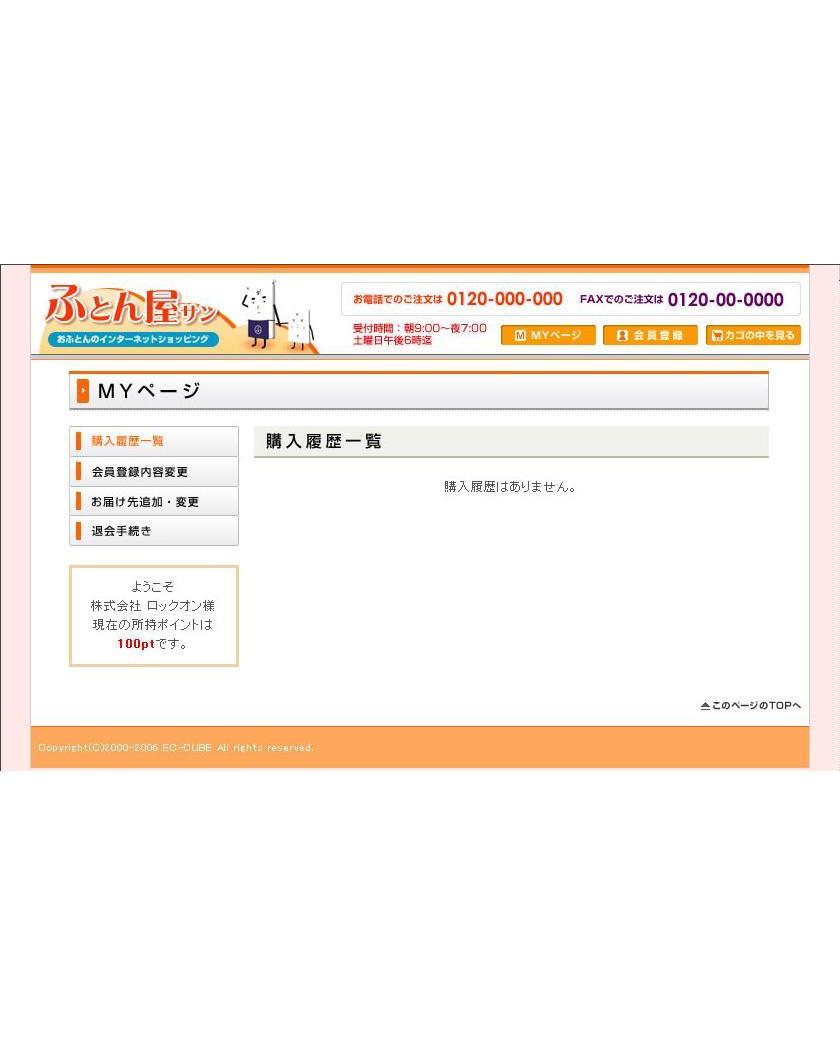 ふとん屋サン
おふとんのインターネットショッピング
お電話でのご注文は 0120-000-000 FAXでのご注文は 0120-00-0000
受付時間：朝9:00～夜7:00
土曜日午後6時迄
M MYページ
会員登録
カゴの中を見る
MYページ
購入履歴一覧
会員登録内容変更
お届け先追加・変更
退会手続き
購入履歴一覧
購入履歴はありません。
ようこそ
株式会社 ロックオン様
現在の所持ポイントは
100ptです。
このページのTOPへ
Copyright(C)2000-2006 EC-CUBE All rights reserved.